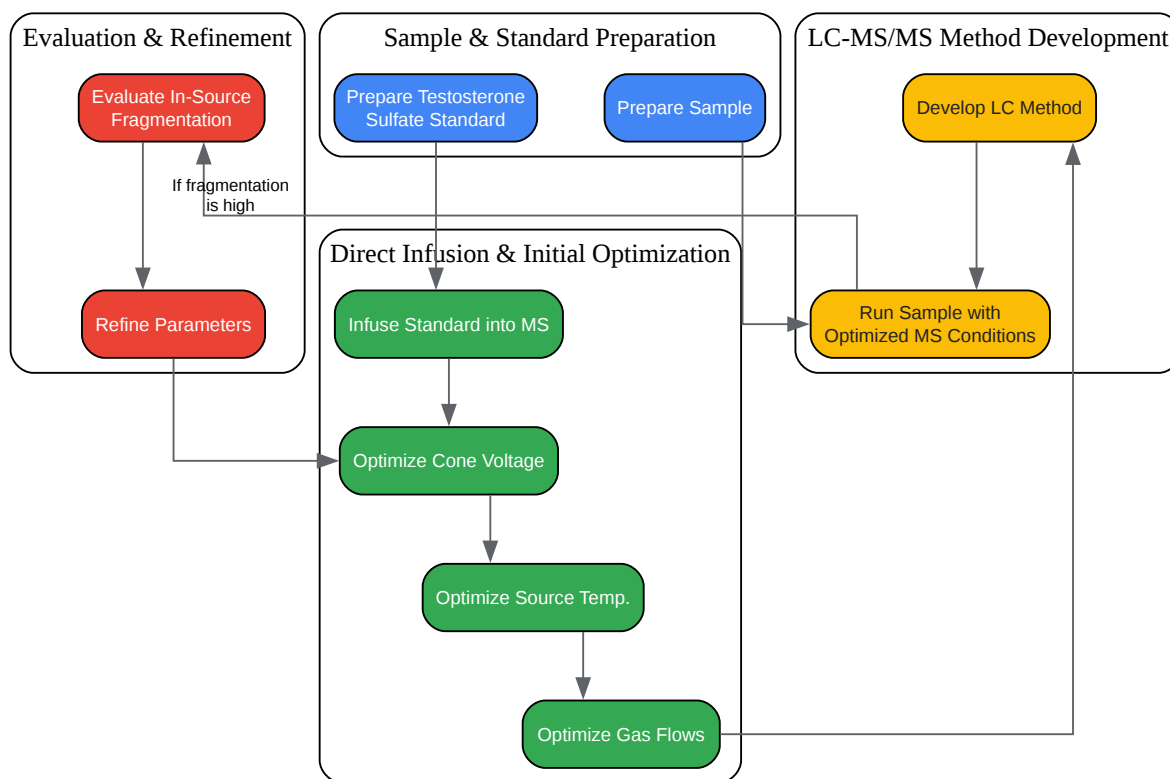 Evaluation & Refinement
Evaluate In-Source
Fragmentation
If fragmentation
is high
Refine Parameters
Sample & Standard Preparation
Prepare Testosterone
Sulfate Standard
Prepare Sample
LC-MS/MS Method Development
Develop LC Method
Run Sample with
Optimized MS Conditions
Direct Infusion & Initial Optimization
Infuse Standard into MS
Optimize Cone Voltage
Optimize Source Temp.
Optimize Gas Flows